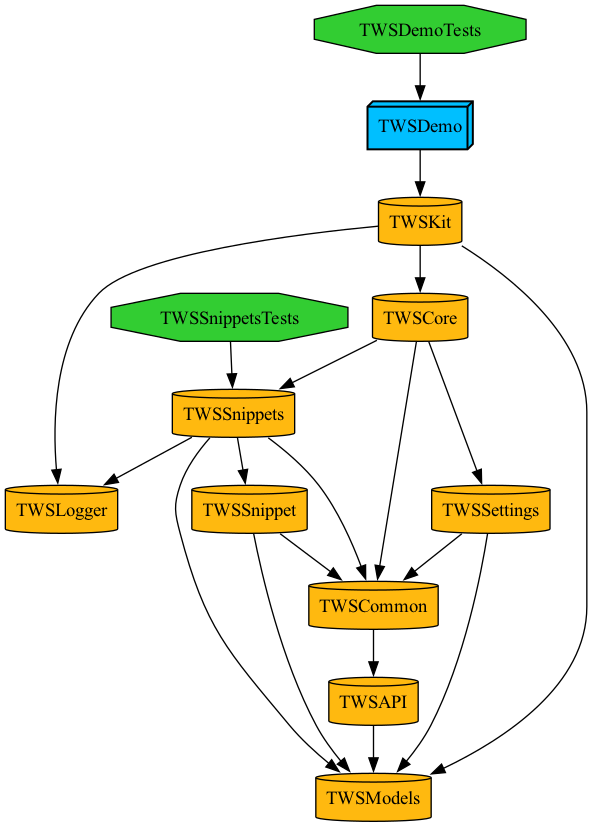 TWSDemoTests
TWSDemo
TWSKit
TWSSnippetsTests
TWSCore
TWSSnippets
TWSLogger
TWSSnippet
TWSSettings
TWSCommon
TWSAPI
TWSModels